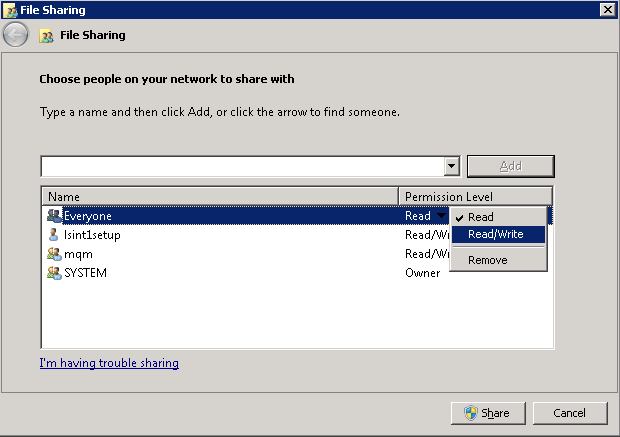 File Sharing
File Sharing
Choose people on your network to share with
Type a name and then click Add, or click the arrow to find someone.
Add
Name Permission Level
Everyone Read
Read
lsint1setup Read/Wr
Read/Write
mqm Read/Wr
Remove
SYSTEM Owner
I'm having trouble sharing
Share Cancel